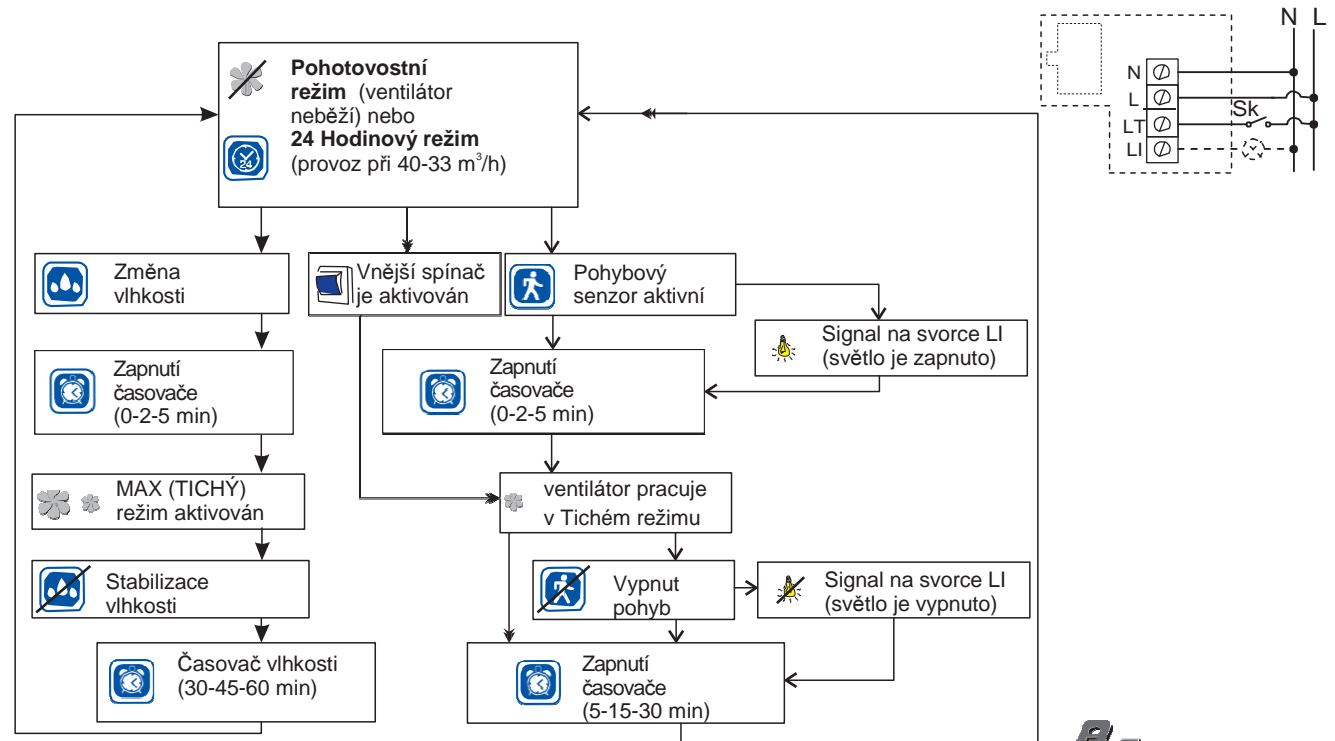 Pohotovostní
režim (ventilátor
neběží) nebo
24 Hodinový režim
(provoz při 40-33 m³/h)
24
N L
N
L
LT
LI
Sk
Změna
vlhkosti
Vnější spínač
je aktivován
Pohybový
senzor aktivní
Signal na svorce LI
(světlo je zapnuto)
Zapnutí
časovače
(0-2-5 min)
Zapnutí
časovače
(0-2-5 min)
MAX (TICHÝ)
režim aktivován
ventilátor pracuje
v Tichém režimu
Stabilizace
vlhkosti
Vypnut
pohyb
Signal na svorce LI
(světlo je vypnuto)
Časovač vlhkosti
(30-45-60 min)
Zapnutí
časovače
(5-15-30 min)